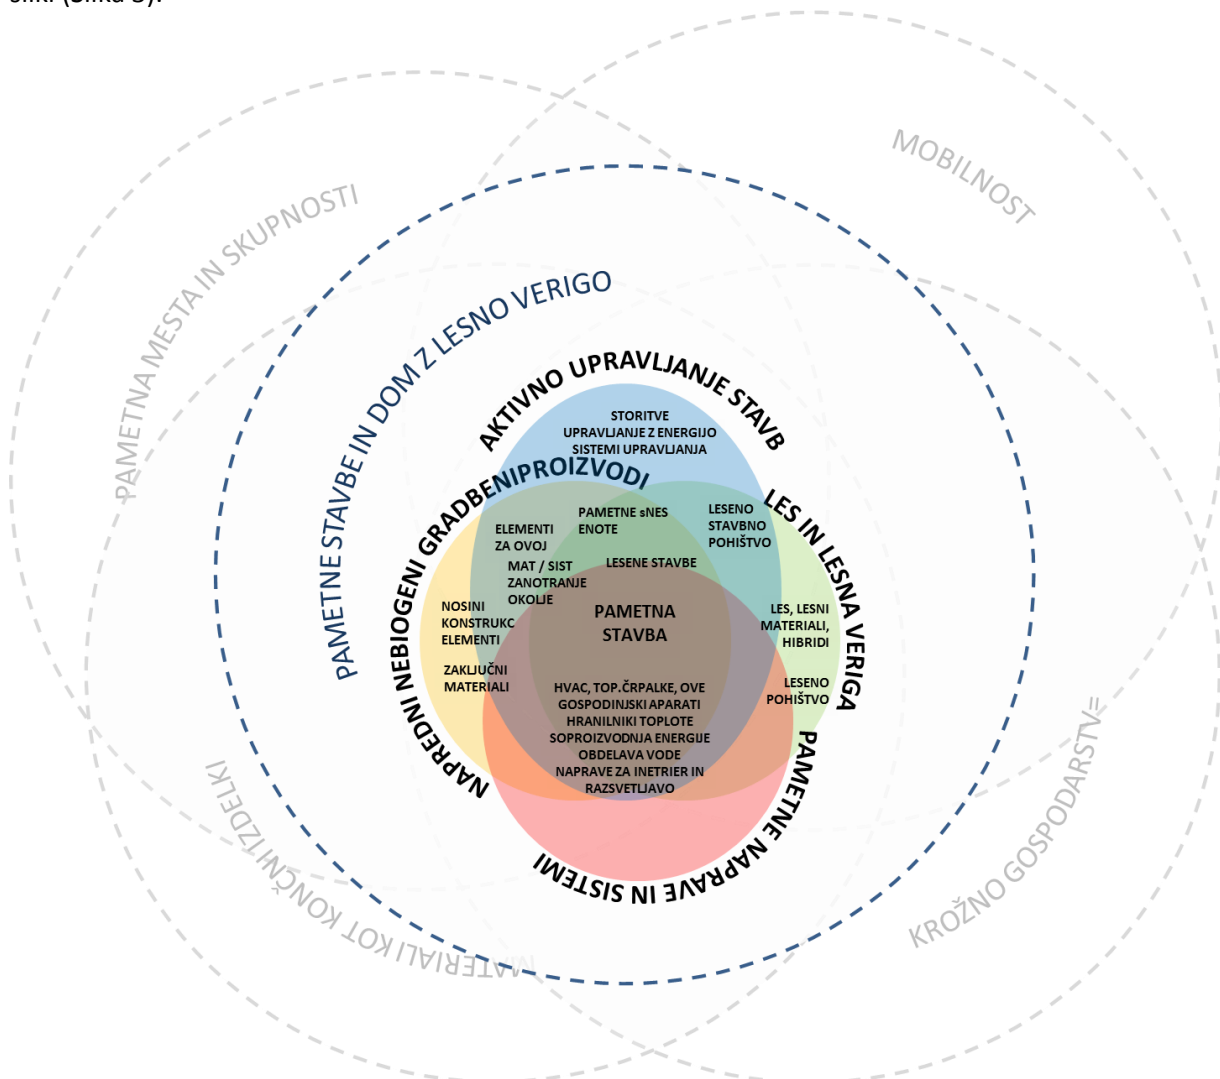 MOBILNOST
PAMETNA MESTA IN SKUPNOSTI
PAMETNE STAVBE IN DOM Z LESNO VERIGO
AKTIVNO UPRAVLJANJE STAVB
STORITVE
UPRAVLJANJE Z ENERGIJO
SISTEMI UPRAVLJANJA
NAPREDNI NEBIOGENI GRADBENIPROIZVODI
LES IN LESNA VERIGA
PAMETNE sNES
ENOTE
LESENO
STAVBNO
POHIŠTVO
ELEMENTI
ZA OVOJ
MAT / SIST
ZANOTRANJE
OKOLJE
LESENE STAVBE
NOSINI
KONSTRUKC
ELEMENTI
PAMETNA
STAVBA
LES, LESNI
MATERIALI,
HIBRIDI
ZAKLJUČNI
MATERIALI
LESENO
POHIŠTVO
HVAC, TOP.ČRPALKE, OVE
GOSPODINJSKI APARATI
HRANILNIKI TOPLOTE
SOPROIZVODNJA ENERGIJE
OBDELAVA VODE
NAPRAVE ZA INETRIER IN
RAZSVETLJAVO
PAMETNE NAPRAVE IN SISTEMI
MATERIALI KOT KONČNI IZDELKI
KROŽNO GOSPODARSTV=